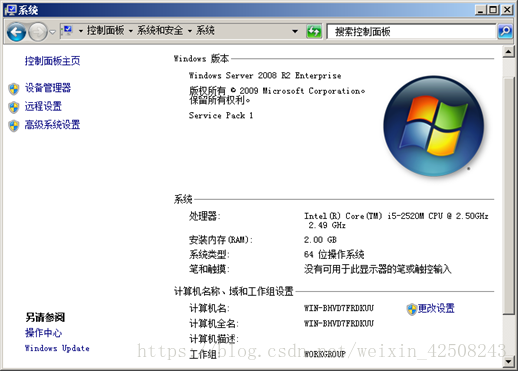 系统
控制面板 系统和安全 系统
搜索控制面板
控制面板主页
设备管理器
远程设置
高级系统设置
另请参阅
操作中心
Windows Update
Windows 版本
Windows Server 2008 R2 Enterprise
版权所有 © 2009 Microsoft Corporation。
保留所有权利。
Service Pack 1
系统
处理器: Intel(R) Core(TM) i5-2520M CPU @ 2.50GHz
2.49 GHz
安装内存(RAM): 2.00 GB
系统类型: 64 位操作系统
笔和触摸: 没有可用于此显示器的笔或触控输入
计算机名称、域和工作组设置
计算机名: WIN-BHVD7FRDKUU 更改设置
计算机全名: WIN-BHVD7FRDKUU
计算机描述:
工作组: WORKGROUP
https://blog.csdn.net/weixin_42508243